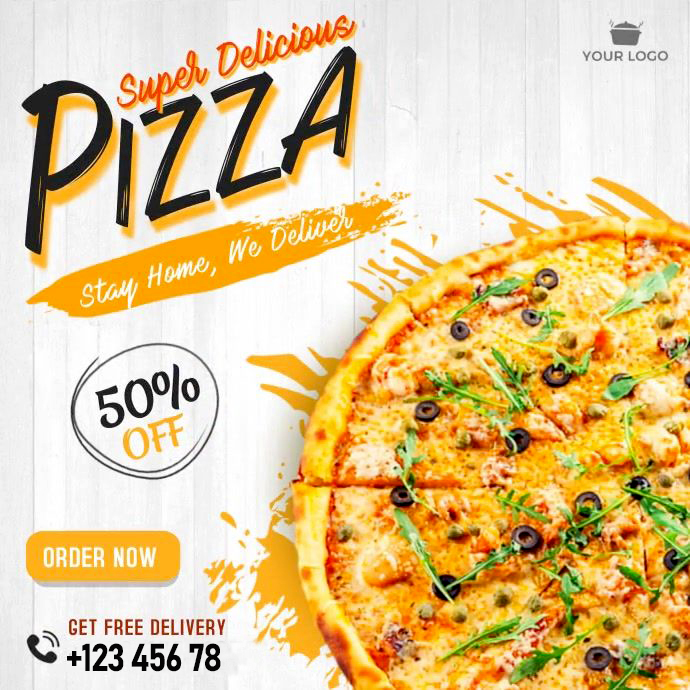 Super Delicious
PIZZA
Stay Home, We Deliver
YOUR LOGO
50%
OFF
ORDER NOW
GET FREE DELIVERY
+123 456 78